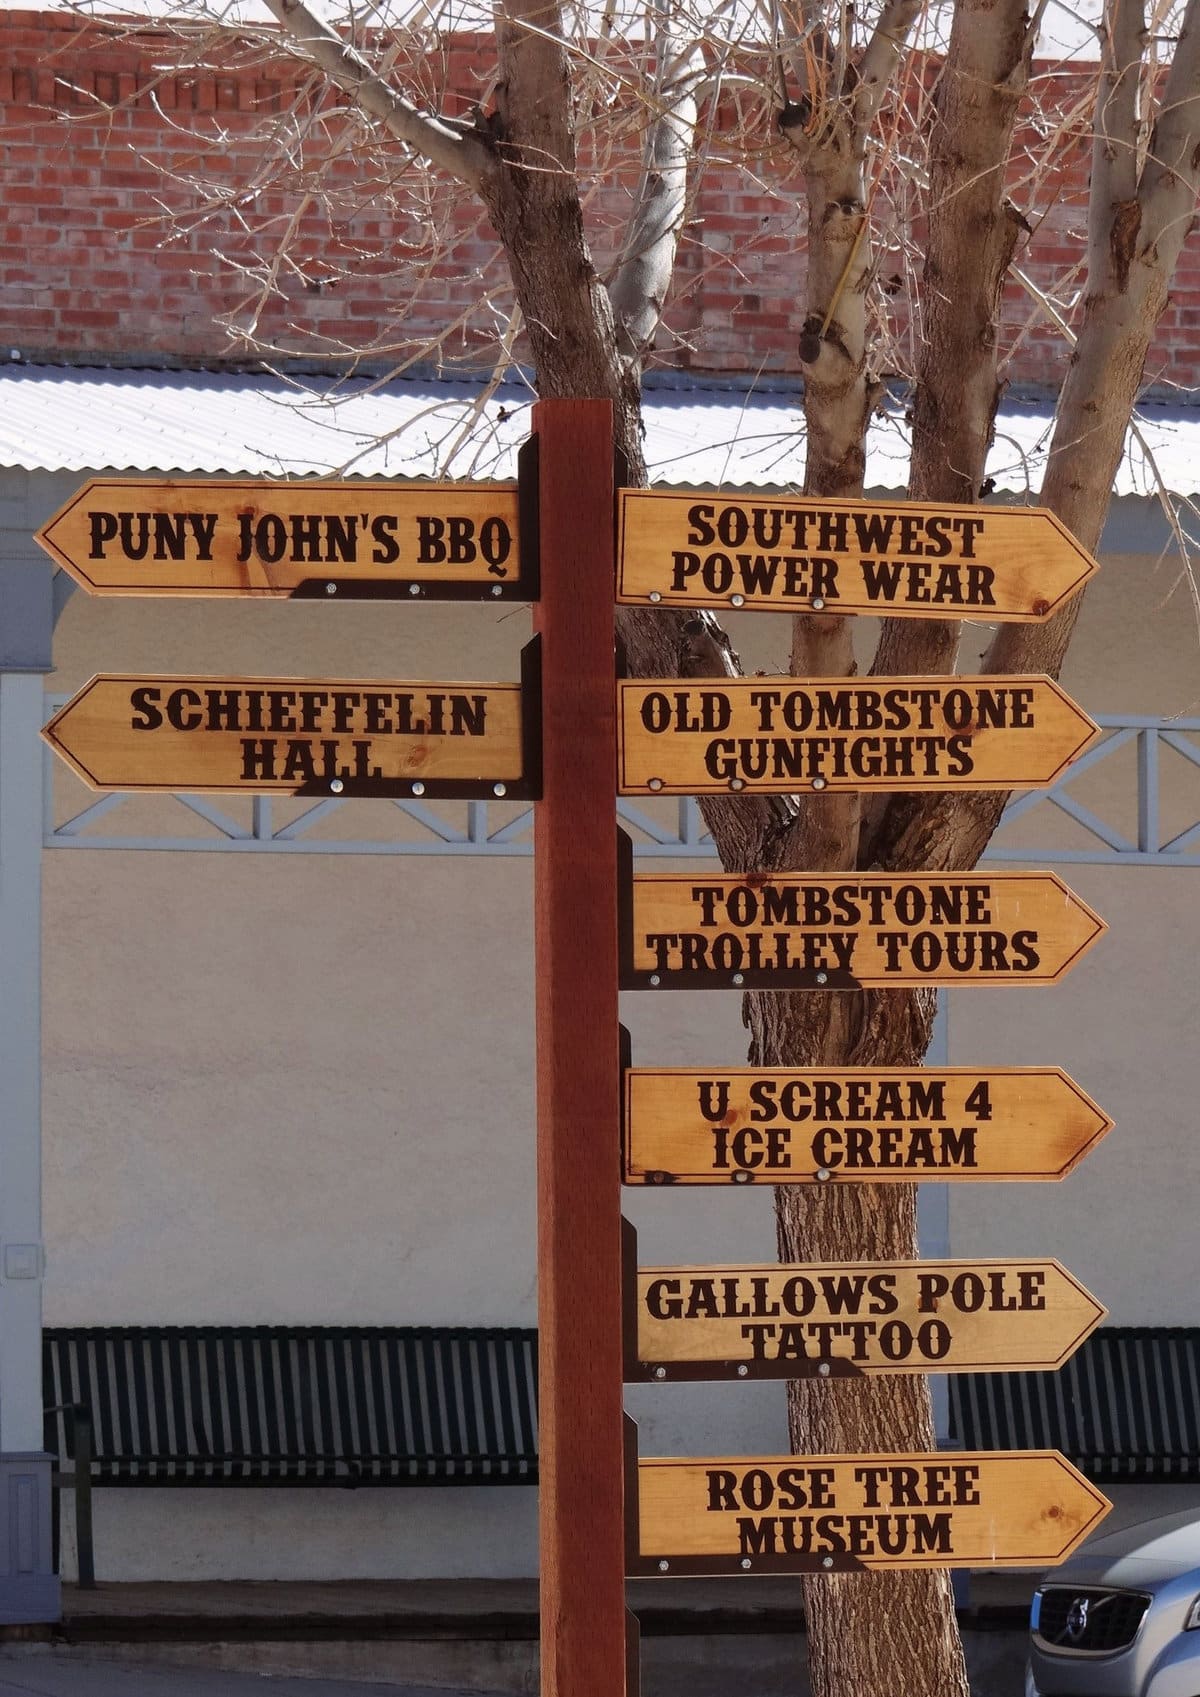 PUNY JOHN'S BBQ
SCHIEFFELIN
HALL
SOUTHWEST
POWER WEAR
OLD TOMBSTONE
GUNFIGHTS
TOMBSTONE
TROLLEY TOURS
U SCREAM 4
ICE CREAM
GALLOWS POLE
TATTOO
ROSE TREE
MUSEUM